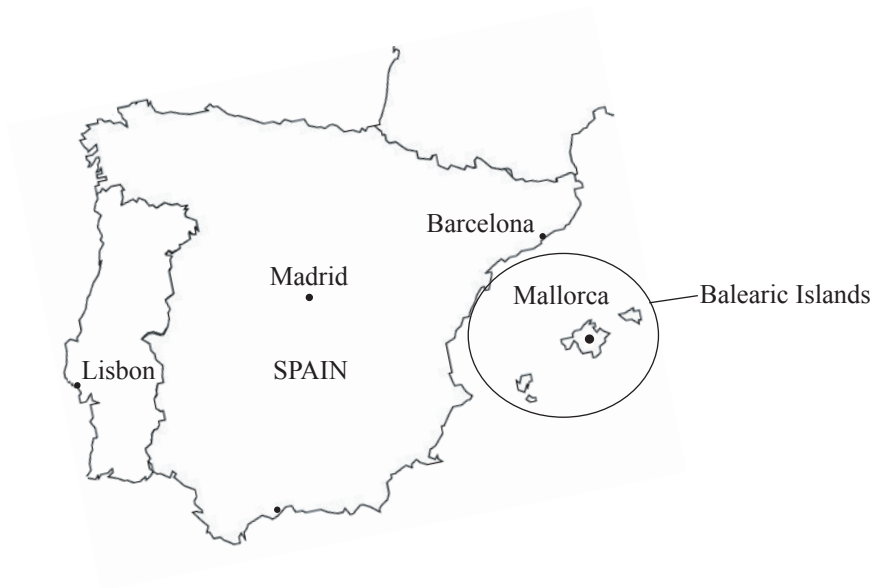 Barcelona
Madrid
Mallorca
Balearic Islands
Lisbon
SPAIN